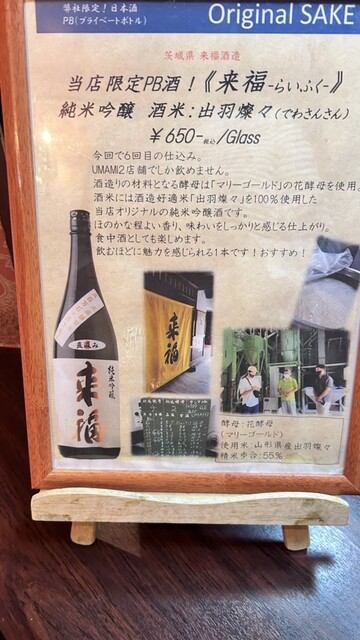 弊社限定!日本酒
PB(プライベートボトル)
Original SAKE
茨城県 来福酒造
当店限定PB酒!《来福-らいふくー》
純米吟醸 酒米:出羽燦々(でわさんさん)
¥650-税込/Glass
今回で6回目の仕込み。
UMAMI2店舗でしか飲めません。
酒造りの材料となる酵母は「マリーゴールド」の花酵母を使用。
酒米には酒造好適米「出羽燦々」を100%使用した
当店オリジナルの純米吟醸酒です。
ほのかな程よい香り、味わいをしっかりと感じる仕上がり。
食中酒としても楽しめます。
飲むほどに魅力を感じられる1本です!おすすめ!
直汲み
純米吟醸
来福
来福
酵母:花酵母
(マリーゴールド)
使用米:山形県産出羽燦々
精米歩合:55%